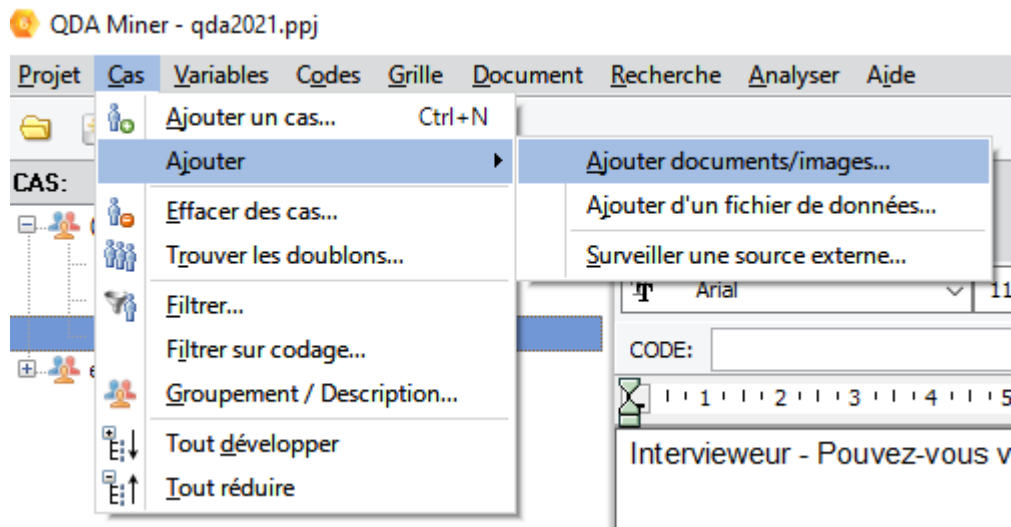 QDA Miner - qda2021.ppj
Projet Cas Variables Codes Grille Document Recherche Analyser Aide
Ajouter un cas... Ctrl+N
Ajouter
Ajouter documents/images...
CAS:
Ajouter d'un fichier de données...
Effacer des cas...
Trouver les doublons...
Surveiller une source externe...
Arial 11
Filtrer...
Filtrer sur codage...
CODE:
Groupement / Description...
1 2 3 4 5
Tout développer
Intervieweur - Pouvez-vous v
Tout réduire